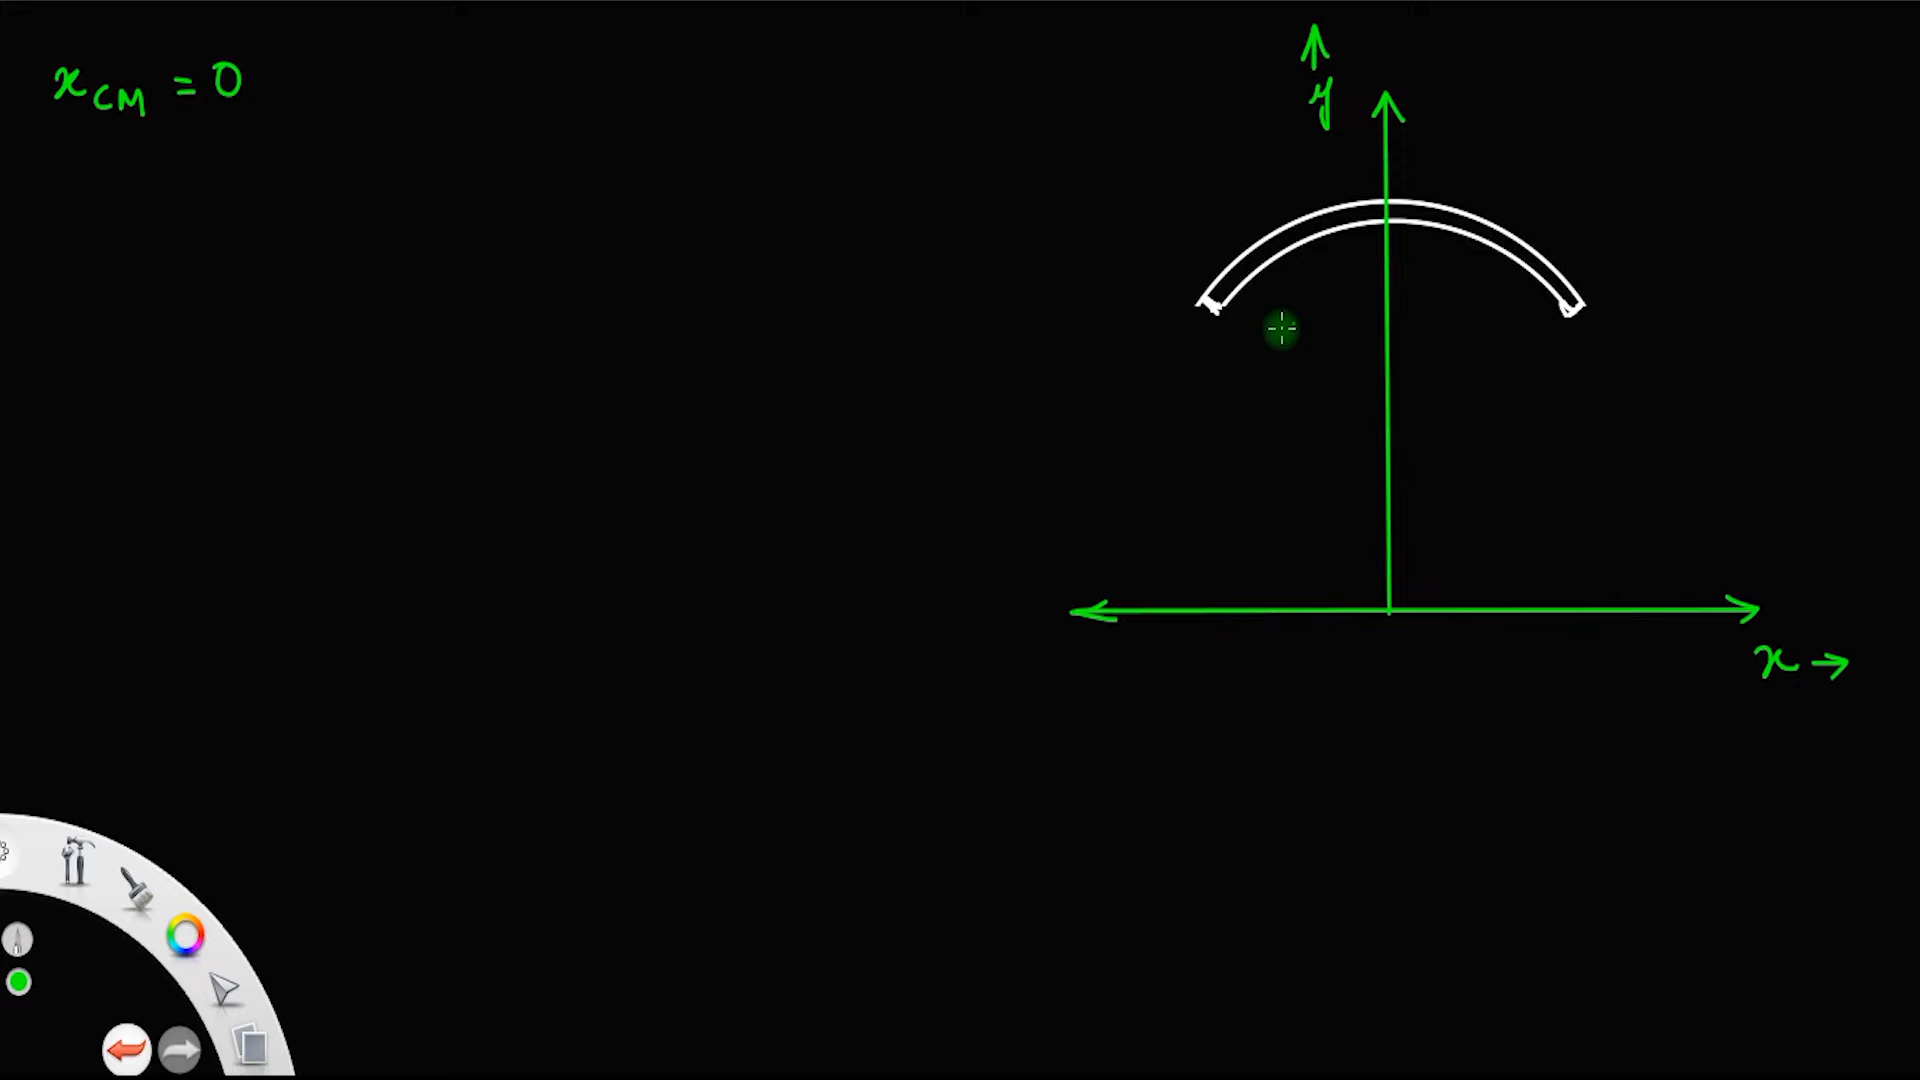 x_CM = 0
↑
y
x →